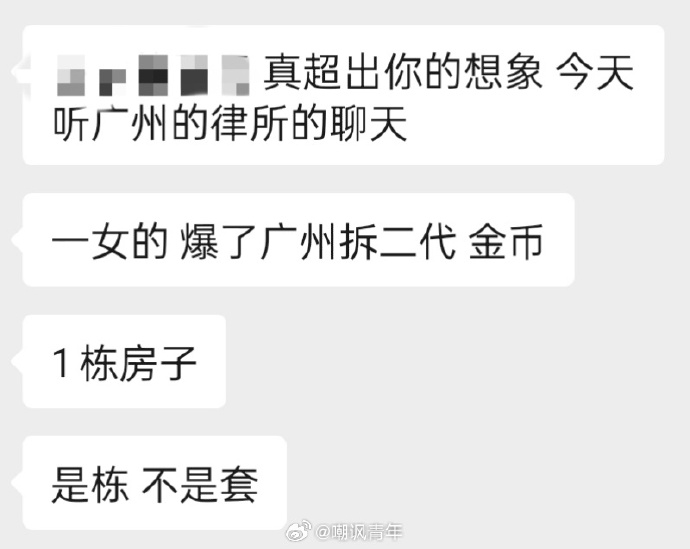 真超出你的想象 今天
听广州的律所的聊天
一女的 爆了广州拆二代 金币
1 栋房子
是栋 不是套
@嘲讽青年